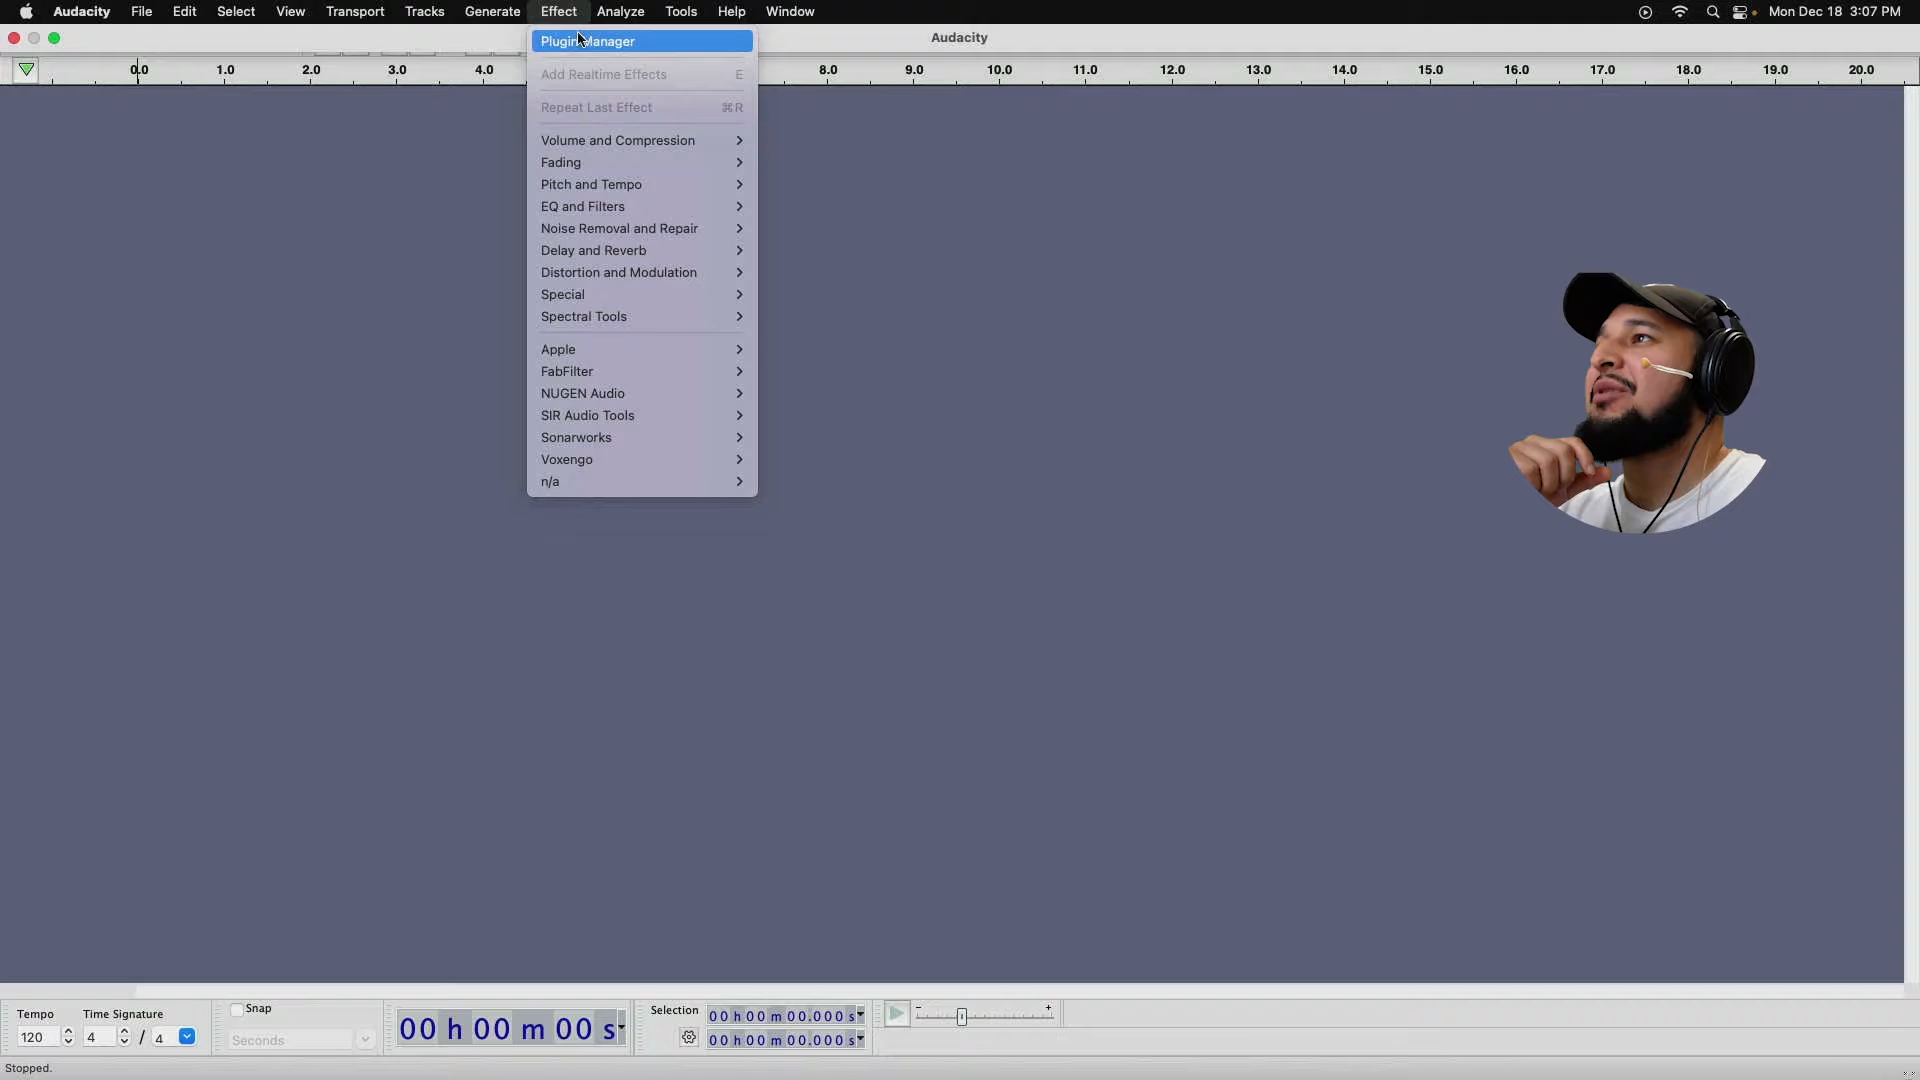 Audacity File Edit Select View Transport Tracks Generate Effect Analyze Tools Help Window Mon Dec 18 3:07 PM
Audacity
0.0 1.0 2.0 3.0 4.0 8.0 9.0 10.0 11.0 12.0 13.0 14.0 15.0 16.0 17.0 18.0 19.0 20.0
Plugin Manager
Add Realtime Effects E
Repeat Last Effect ⌘R
Volume and Compression
Fading
Pitch and Tempo
EQ and Filters
Noise Removal and Repair
Delay and Reverb
Distortion and Modulation
Special
Spectral Tools
Apple
FabFilter
NUGEN Audio
SIR Audio Tools
Sonarworks
Voxengo
n/a
Tempo Time Signature
120 4 / 4
Snap
Seconds
00 h 00 m 00 s
Selection
00 h 00 m 00.000 s
00 h 00 m 00.000 s
- +
Stopped.